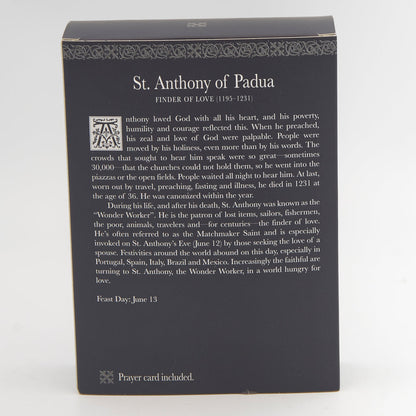 St. Anthony of Padua
FINDER OF LOVE (1195–1231)
Anthony loved God with all his heart, and his poverty,
humility and courage reflected this. When he preached,
his zeal and love of God were palpable. People were
moved by his holiness, even more than by his words. The
crowds that sought to hear him speak were so great—sometimes
30,000—that the churches could not hold them, so he went into the
piazzas or the open fields. People waited all night to hear him. At last,
worn out by travel, preaching, fasting and illness, he died in 1231 at
the age of 36. He was canonized within the year.
During his life, and after his death, St. Anthony was known as the
“Wonder Worker”. He is the patron of lost items, sailors, fishermen,
the poor, animals, travelers and—for centuries—the finder of love.
He’s often referred to as the Matchmaker Saint and is especially
invoked on St. Anthony’s Eve (June 12) by those seeking the love of a
spouse. Festivities around the world abound on this day, especially in
Portugal, Spain, Italy, Brazil and Mexico. Increasingly the faithful are
turning to St. Anthony, the Wonder Worker, in a world hungry for
love.
Feast Day: June 13
Prayer card included.